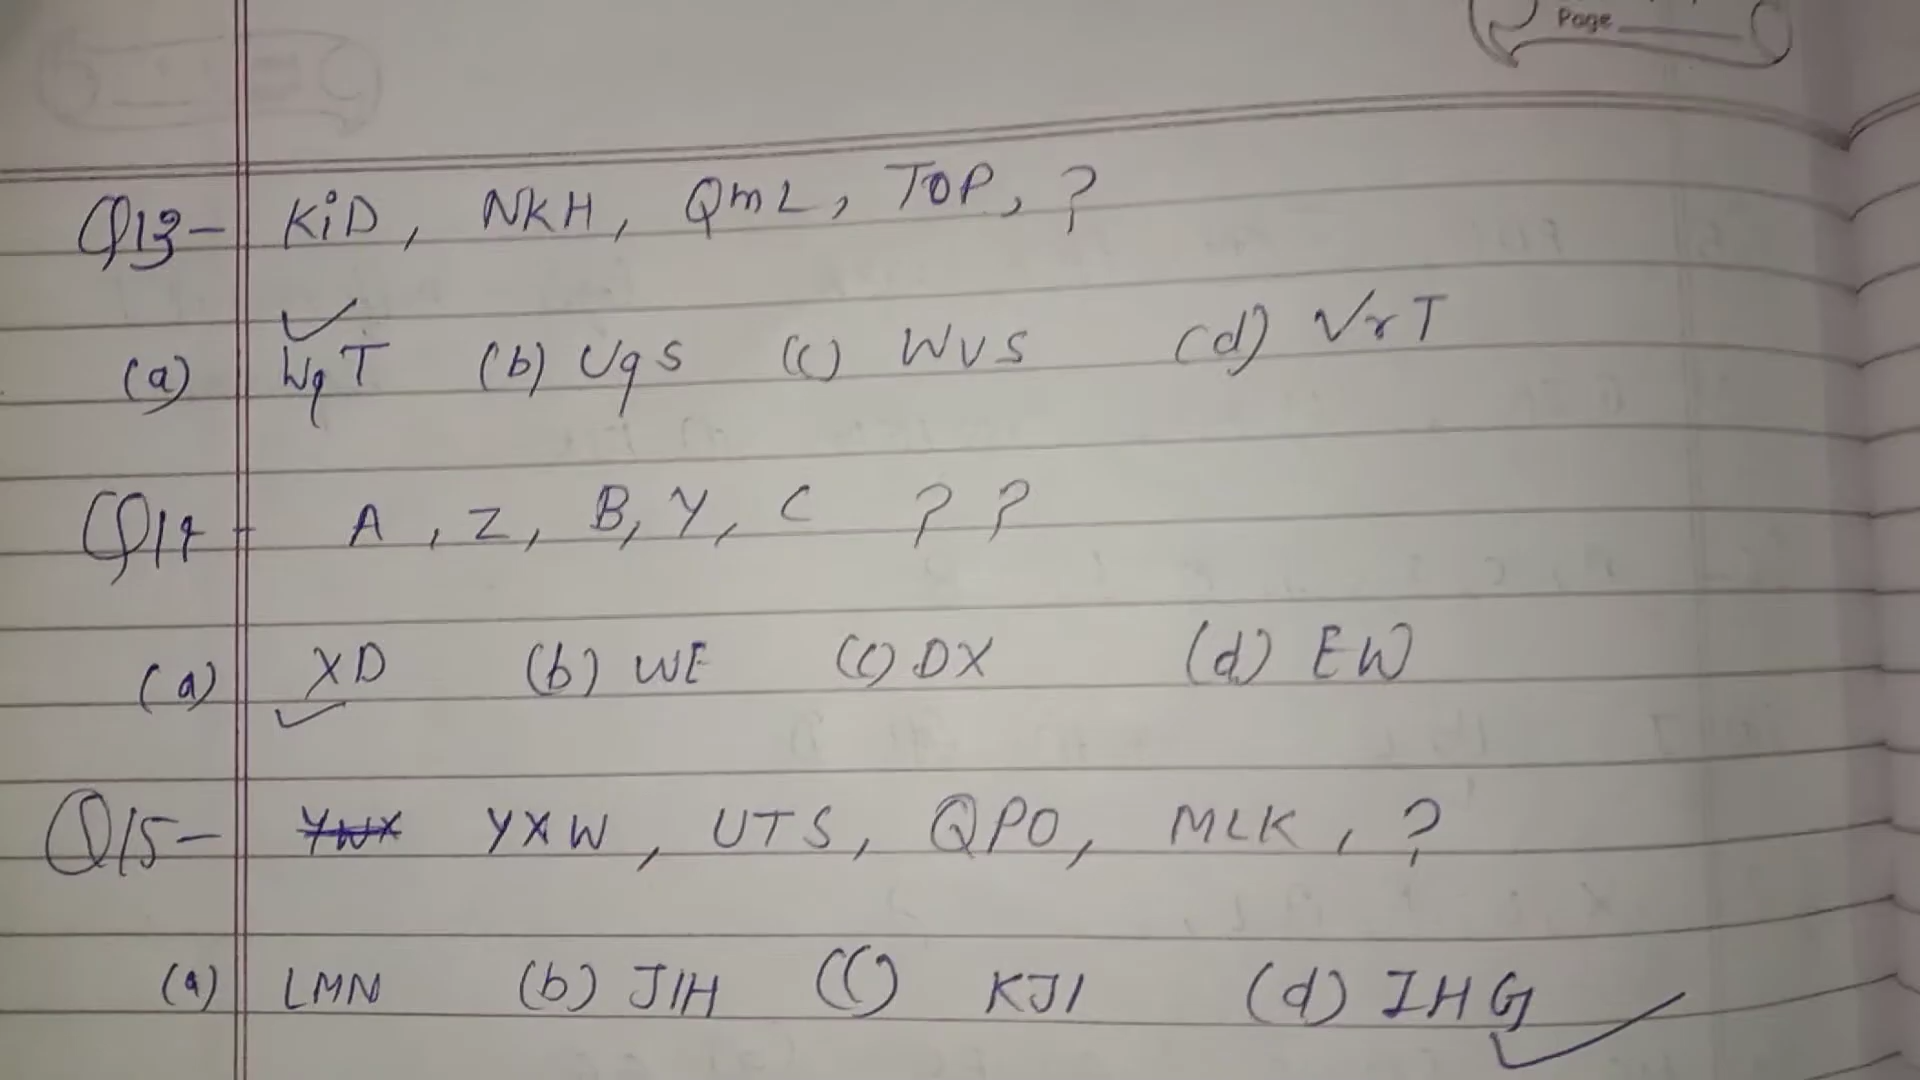 Page
Q13- KiD, NKH, QmL, TOP, ?
(a) WqT (b) UqS (c) WVS (d) VrT
Q14- A, Z, B, Y, C ? ?
(a) XD (b) WE (c) DX (d) EW
Q15- YWX YXW, UTS, QPO, MLK, ?
(a) LMN (b) JIH (c) KJI (d) IHG